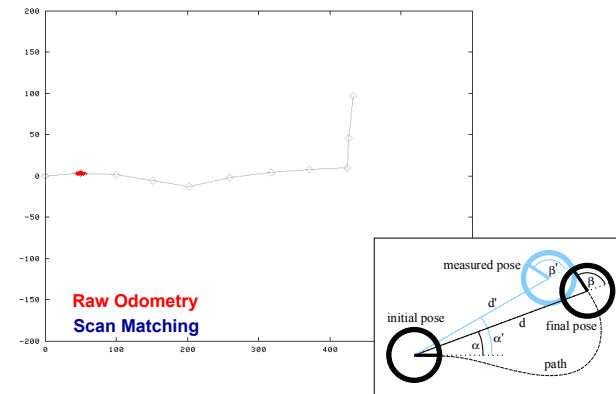 200
150
100
50
0
-50
-100
-150
-200
0
100
200
300
400
Raw Odometry
Scan Matching
measured pose
β'
β
d'
initial pose
d
final pose
α
α'
path